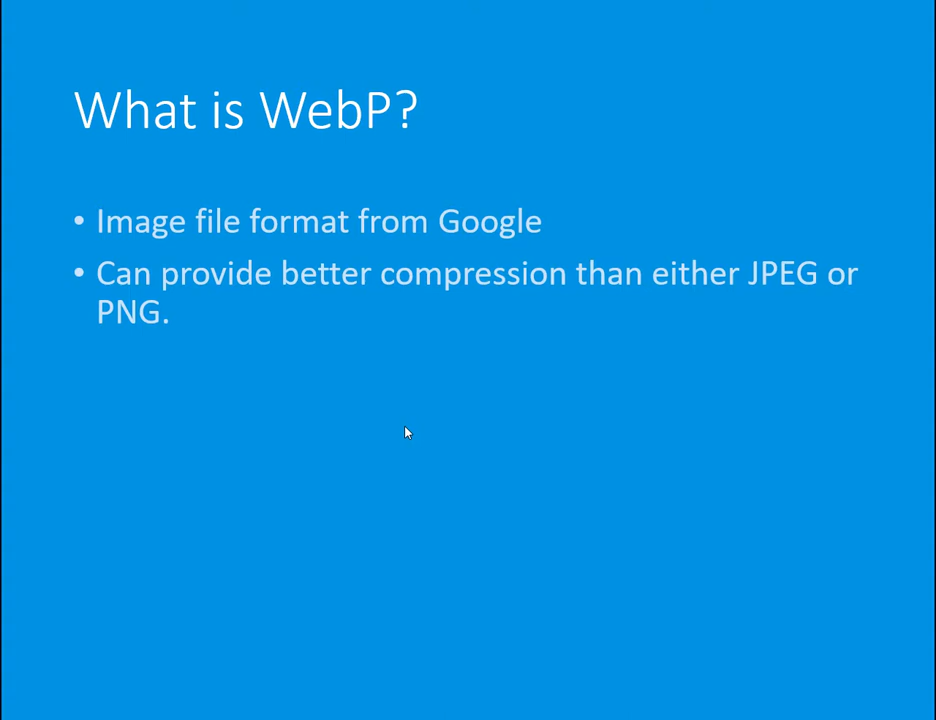 What is WebP?
• Image file format from Google
• Can provide better compression than either JPEG or
PNG.